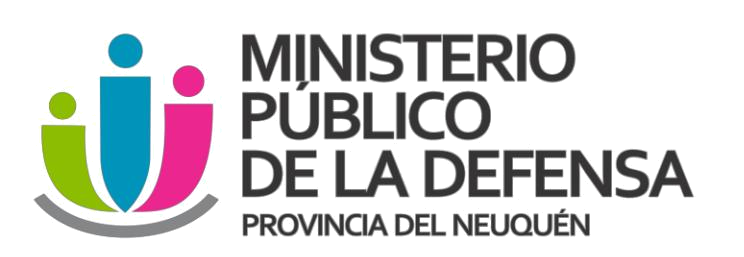 MINISTERIO
PÚBLICO
DE LA DEFENSA
PROVINCIA DEL NEUQUÉN